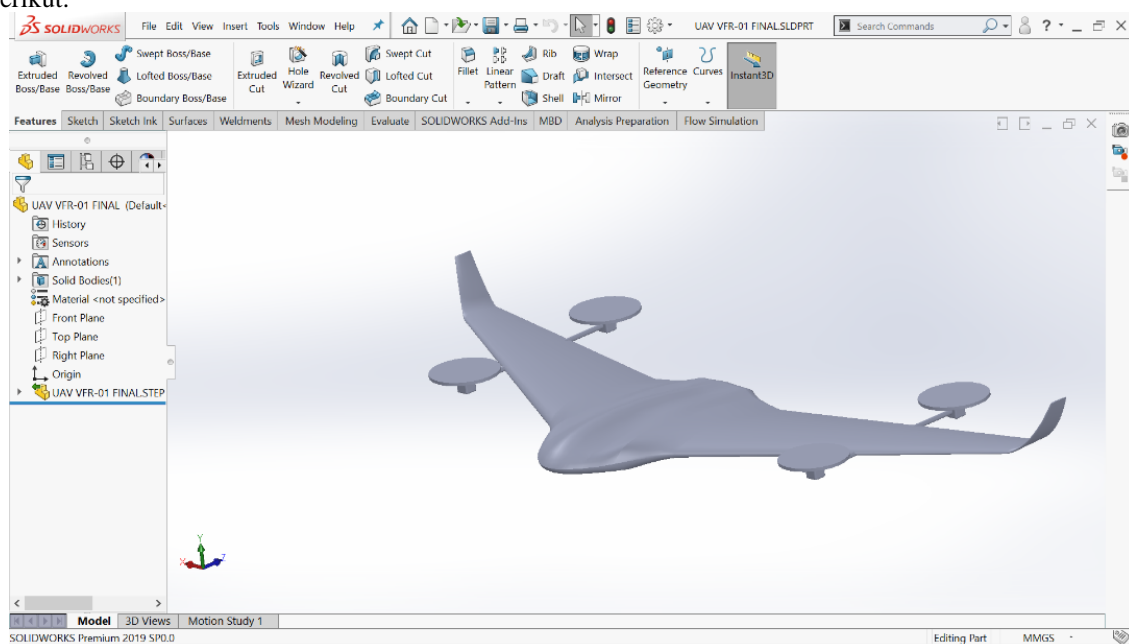 erikut:
SOLIDWORKS File Edit View Insert Tools Window Help UAV VFR-01 FINAL.SLDPRT Search Commands ?
Extruded Boss/Base Revolved Boss/Base Swept Boss/Base Lofted Boss/Base Boundary Boss/Base Extruded Cut Hole Wizard Revolved Cut Swept Cut Lofted Cut Boundary Cut Fillet Linear Pattern Rib Draft Shell Wrap Intersect Mirror Reference Geometry Curves Instant3D
Features Sketch Sketch Ink Surfaces Weldments Mesh Modeling Evaluate SOLIDWORKS Add-Ins MBD Analysis Preparation Flow Simulation
UAV VFR-01 FINAL (Default<
History
Sensors
Annotations
Solid Bodies(1)
Material <not specified>
Front Plane
Top Plane
Right Plane
Origin
UAV VFR-01 FINAL.STEP
Y
X Z
Model 3D Views Motion Study 1
SOLIDWORKS Premium 2019 SP0.0 Editing Part MMGS